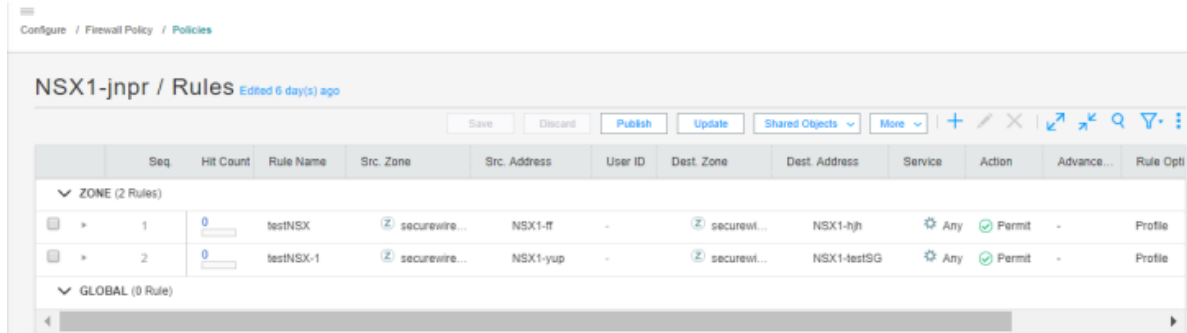 Configure / Firewall Policy / Policies
NSX1-jnpr / Rules Edited 6 day(s) ago
Save Discard Publish Update Shared Objects More
Seq. Hit Count Rule Name Src. Zone Src. Address User ID Dest. Zone Dest. Address Service Action Advance... Rule Opti
ZONE (2 Rules)
1 0 testNSX Z securewire... NSX1-ff - Z securewi... NSX1-hjh Any Permit - Profile
2 0 testNSX-1 Z securewire... NSX1-yup - Z securewi... NSX1-testSG Any Permit - Profile
GLOBAL (0 Rule)